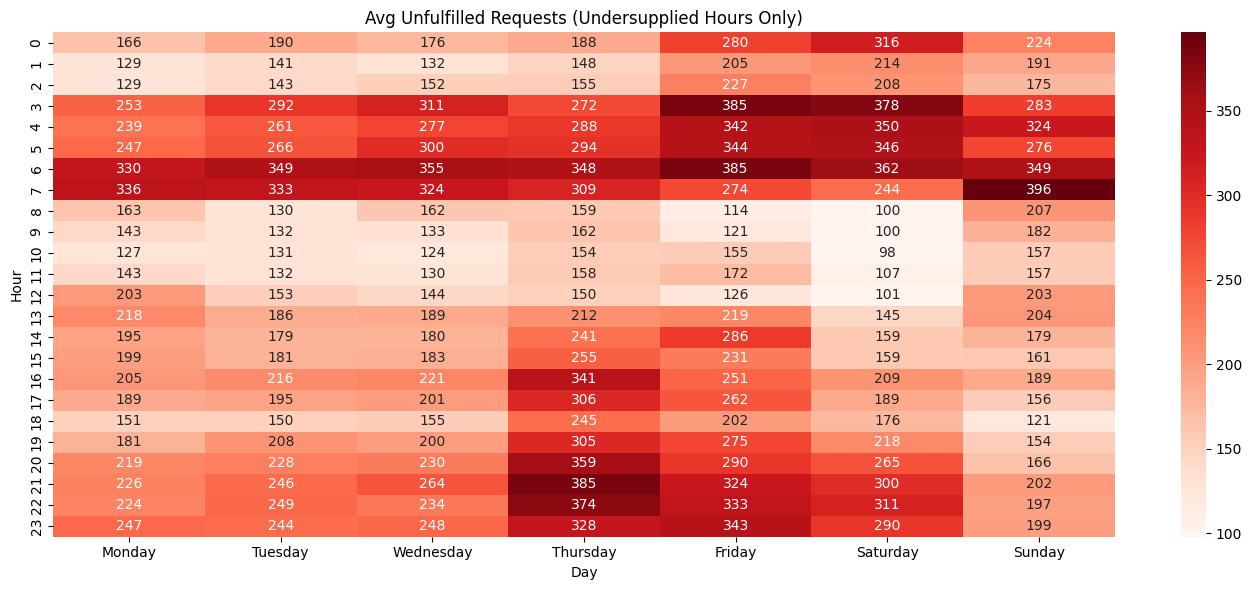 Avg Unfulfilled Requests (Undersupplied Hours Only)
0 166 190 176 188 280 316 224
1 129 141 132 148 205 214 191
2 129 143 152 155 227 208 175
3 253 292 311 272 385 378 283
4 239 261 277 288 342 350 324
5 247 266 300 294 344 346 276
6 330 349 355 348 385 362 349
7 336 333 324 309 274 244 396
8 163 130 162 159 114 100 207
9 143 132 133 162 121 100 182
10 127 131 124 154 155 98 157
11 143 132 130 158 172 107 157
12 203 153 144 150 126 101 203
13 218 186 189 212 219 145 204
14 195 179 180 241 286 159 179
15 199 181 183 255 231 159 161
16 205 216 221 341 251 209 189
17 189 195 201 306 262 189 156
18 151 150 155 245 202 176 121
19 181 208 200 305 275 218 154
20 219 228 230 359 290 265 166
21 226 246 264 385 324 300 202
22 224 249 234 374 333 311 197
23 247 244 248 328 343 290 199
Monday Tuesday Wednesday Thursday Friday Saturday Sunday
Day
Hour
350
300
250
200
150
100